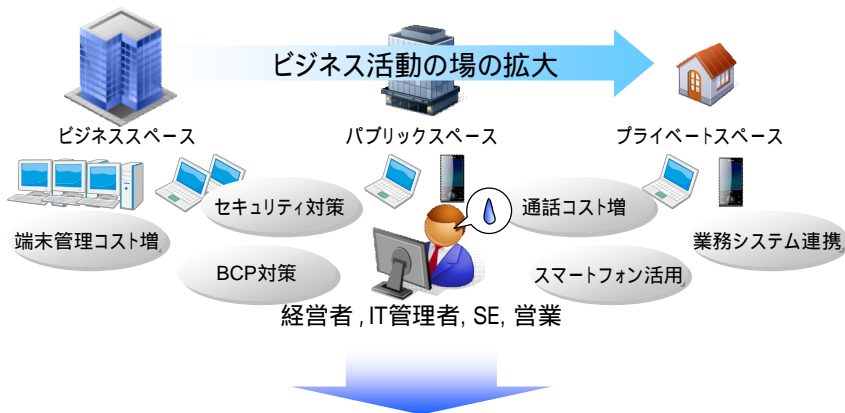 ビジネス活動の場の拡大
ビジネススペース
パブリックスペース
プライベートスペース
セキュリティ対策
通話コスト増
端末管理コスト増
業務システム連携
BCP対策
スマートフォン活用
経営者 , IT管理者, SE, 営業